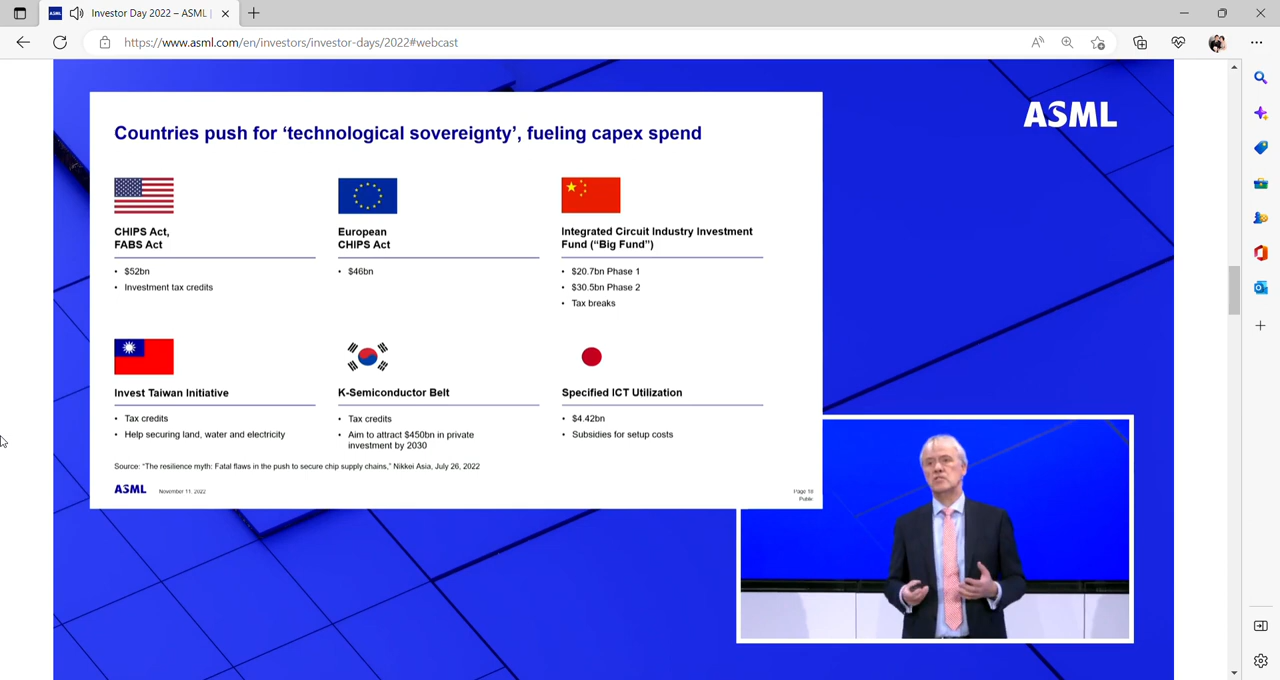 Investor Day 2022 – ASML |
https://www.asml.com/en/investors/investor-days/2022#webcast
ASML
Countries push for ‘technological sovereignty’, fueling capex spend
CHIPS Act,
FABS Act
• $52bn
• Investment tax credits
European
CHIPS Act
• $46bn
Integrated Circuit Industry Investment
Fund (“Big Fund”)
• $20.7bn Phase 1
• $30.5bn Phase 2
• Tax breaks
Invest Taiwan Initiative
• Tax credits
• Help securing land, water and electricity
K-Semiconductor Belt
• Tax credits
• Aim to attract $450bn in private
investment by 2030
Specified ICT Utilization
• $4.42bn
• Subsidies for setup costs
Source: “The resilience myth: Fatal flaws in the push to secure chip supply chains,” Nikkei Asia, July 26, 2022
ASML
November 11, 2022
Page 18
Public